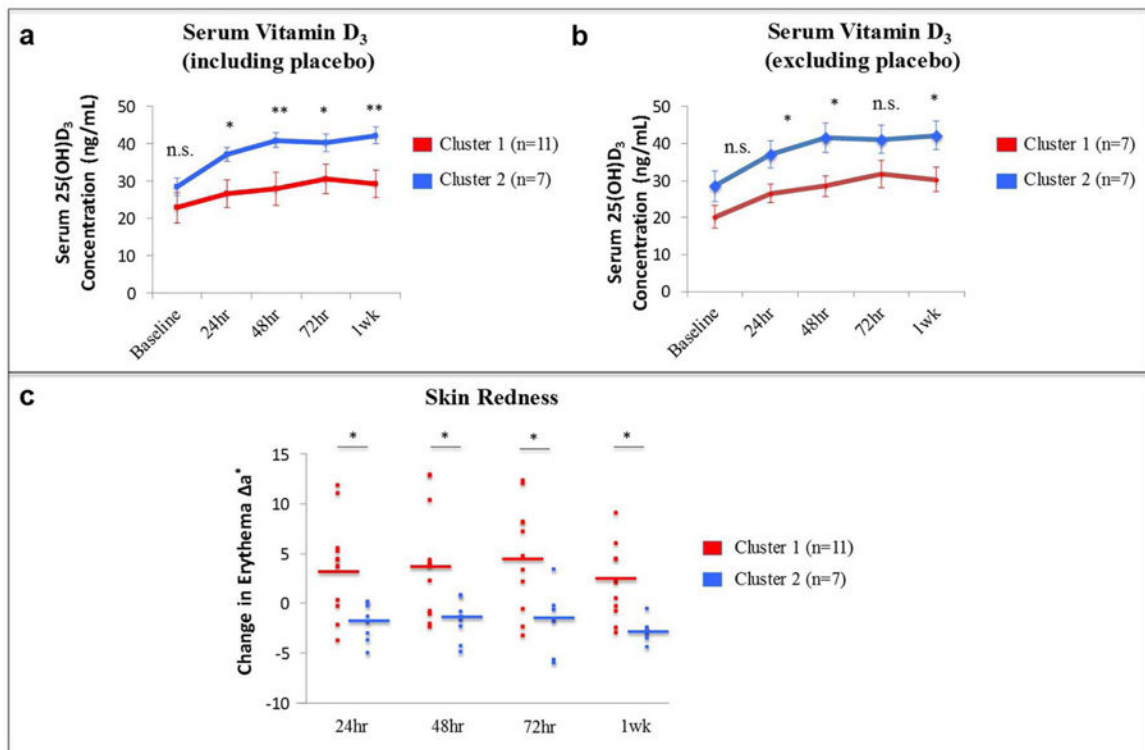 a
Serum Vitamin D₃
(including placebo)
Serum 25(OH)D₃
Concentration (ng/mL)
50
40
30
20
10
0
n.s.
*
**
*
**
Baseline
24hr
48hr
72hr
1wk
Cluster 1 (n=11)
Cluster 2 (n=7)
b
Serum Vitamin D₃
(excluding placebo)
Serum 25(OH)D₃
Concentration (ng/mL)
50
40
30
20
10
0
n.s.
*
*
n.s.
*
Baseline
24hr
48hr
72hr
1wk
Cluster 1 (n=7)
Cluster 2 (n=7)
c
Skin Redness
Change in Erythema Δa*
15
10
5
0
-5
-10
*
*
*
*
24hr
48hr
72hr
1wk
Cluster 1 (n=11)
Cluster 2 (n=7)